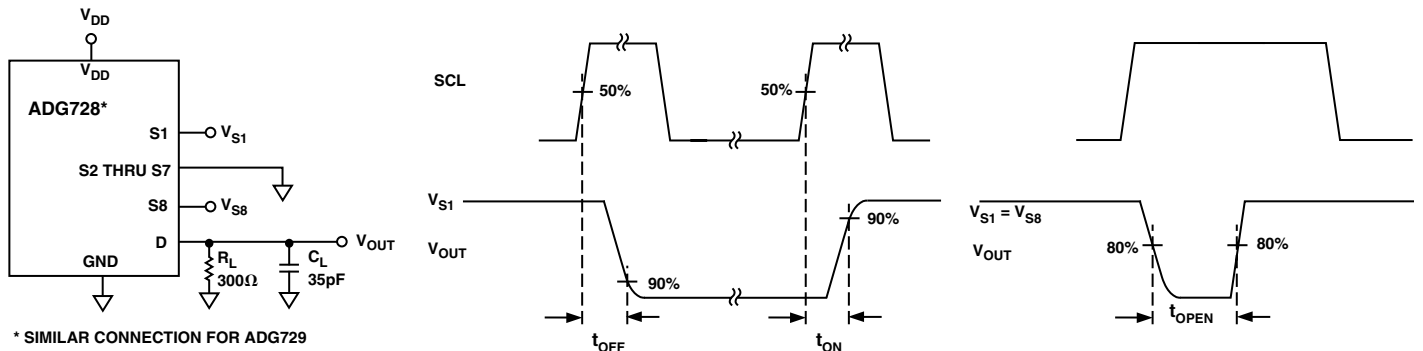 V_DD
V_DD
ADG728*
S1
V_S1
S2 THRU S7
S8
V_S8
D
V_OUT
GND
R_L
300Ω
C_L
35pF
* SIMILAR CONNECTION FOR ADG729
SCL
50%
50%
V_S1
V_OUT
90%
90%
t_OFF
t_ON
V_S1 = V_S8
V_OUT
80%
80%
t_OPEN